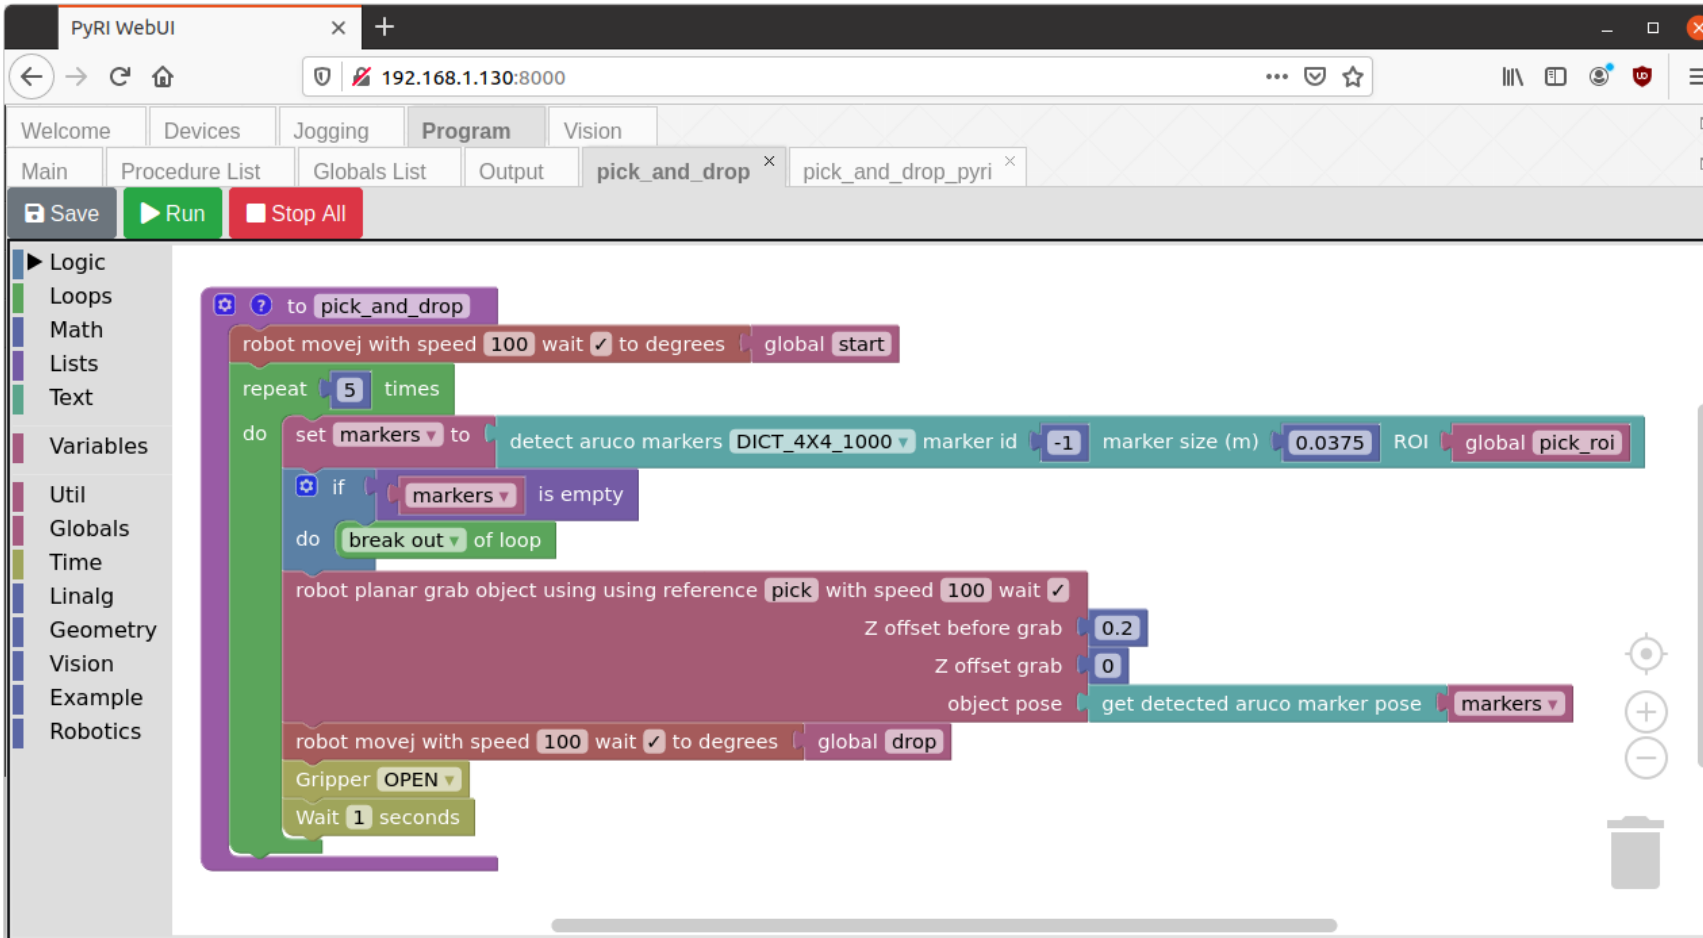 PyRI WebUI
192.168.1.130:8000
Welcome Devices Jogging Program Vision
Main Procedure List Globals List Output pick_and_drop pick_and_drop_pyri
Save Run Stop All
Logic
Loops
Math
Lists
Text
Variables
Util
Globals
Time
Linalg
Geometry
Vision
Example
Robotics
to pick_and_drop
robot movej with speed 100 wait ✓ to degrees global start
repeat 5 times
do set markers ▾ to detect aruco markers DICT_4X4_1000 ▾ marker id -1 marker size (m) 0.0375 ROI global pick_roi
if markers ▾ is empty
do break out ▾ of loop
robot planar grab object using using reference pick with speed 100 wait ✓
Z offset before grab 0.2
Z offset grab 0
object pose get detected aruco marker pose markers ▾
robot movej with speed 100 wait ✓ to degrees global drop
Gripper OPEN ▾
Wait 1 seconds